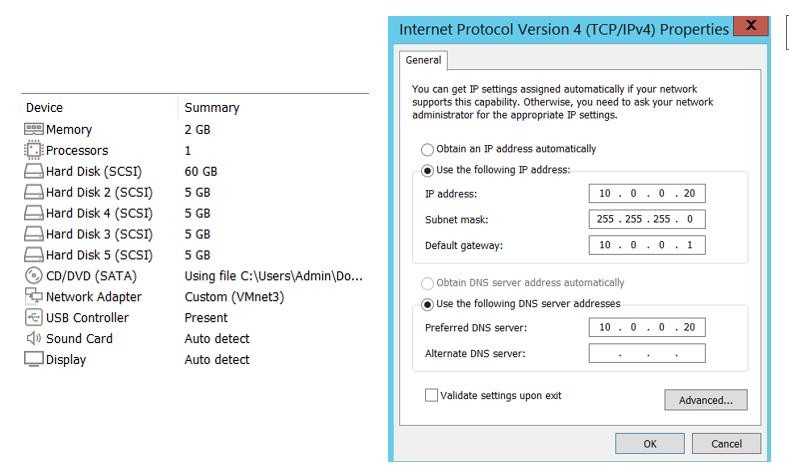 Device Summary
Memory 2 GB
Processors 1
Hard Disk (SCSI) 60 GB
Hard Disk 2 (SCSI) 5 GB
Hard Disk 4 (SCSI) 5 GB
Hard Disk 3 (SCSI) 5 GB
Hard Disk 5 (SCSI) 5 GB
CD/DVD (SATA) Using file C:\Users\Admin\Do...
Network Adapter Custom (VMnet3)
USB Controller Present
Sound Card Auto detect
Display Auto detect
Internet Protocol Version 4 (TCP/IPv4) Properties X
General
You can get IP settings assigned automatically if your network
supports this capability. Otherwise, you need to ask your network
administrator for the appropriate IP settings.
Obtain an IP address automatically
Use the following IP address:
IP address: 10 . 0 . 0 . 20
Subnet mask: 255 . 255 . 255 . 0
Default gateway: 10 . 0 . 0 . 1
Obtain DNS server address automatically
Use the following DNS server addresses
Preferred DNS server: 10 . 0 . 0 . 20
Alternate DNS server: . . .
Validate settings upon exit
Advanced...
OK Cancel